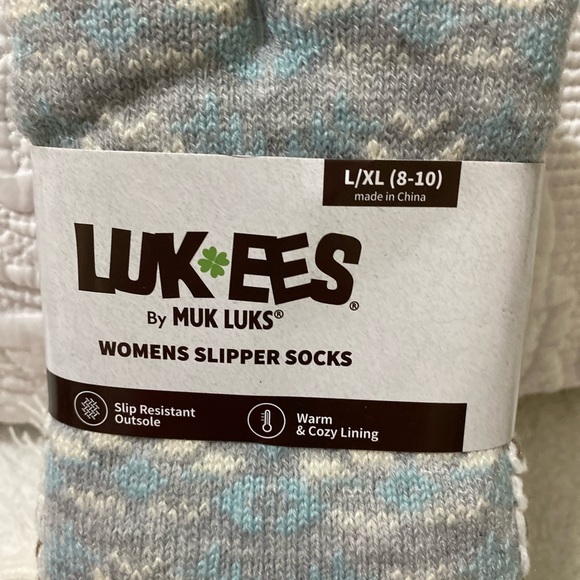 L/XL (8-10)
made in China
LUK EES®
By MUK LUKS®
WOMENS SLIPPER SOCKS
Slip Resistant
Outsole
Warm
& Cozy Lining